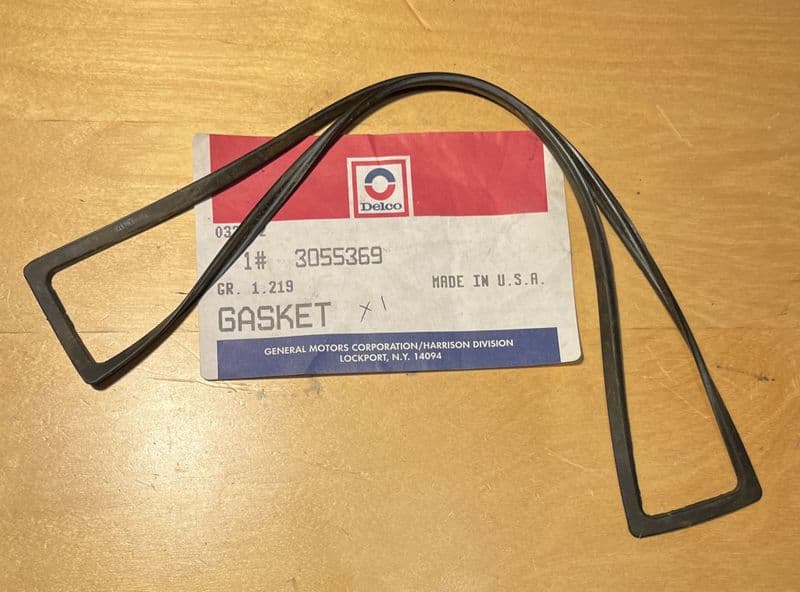 Delco
1# 3055369
GR. 1.219
MADE IN U.S.A.
GASKET x1
GENERAL MOTORS CORPORATION/HARRISON DIVISION
LOCKPORT, N.Y. 14094